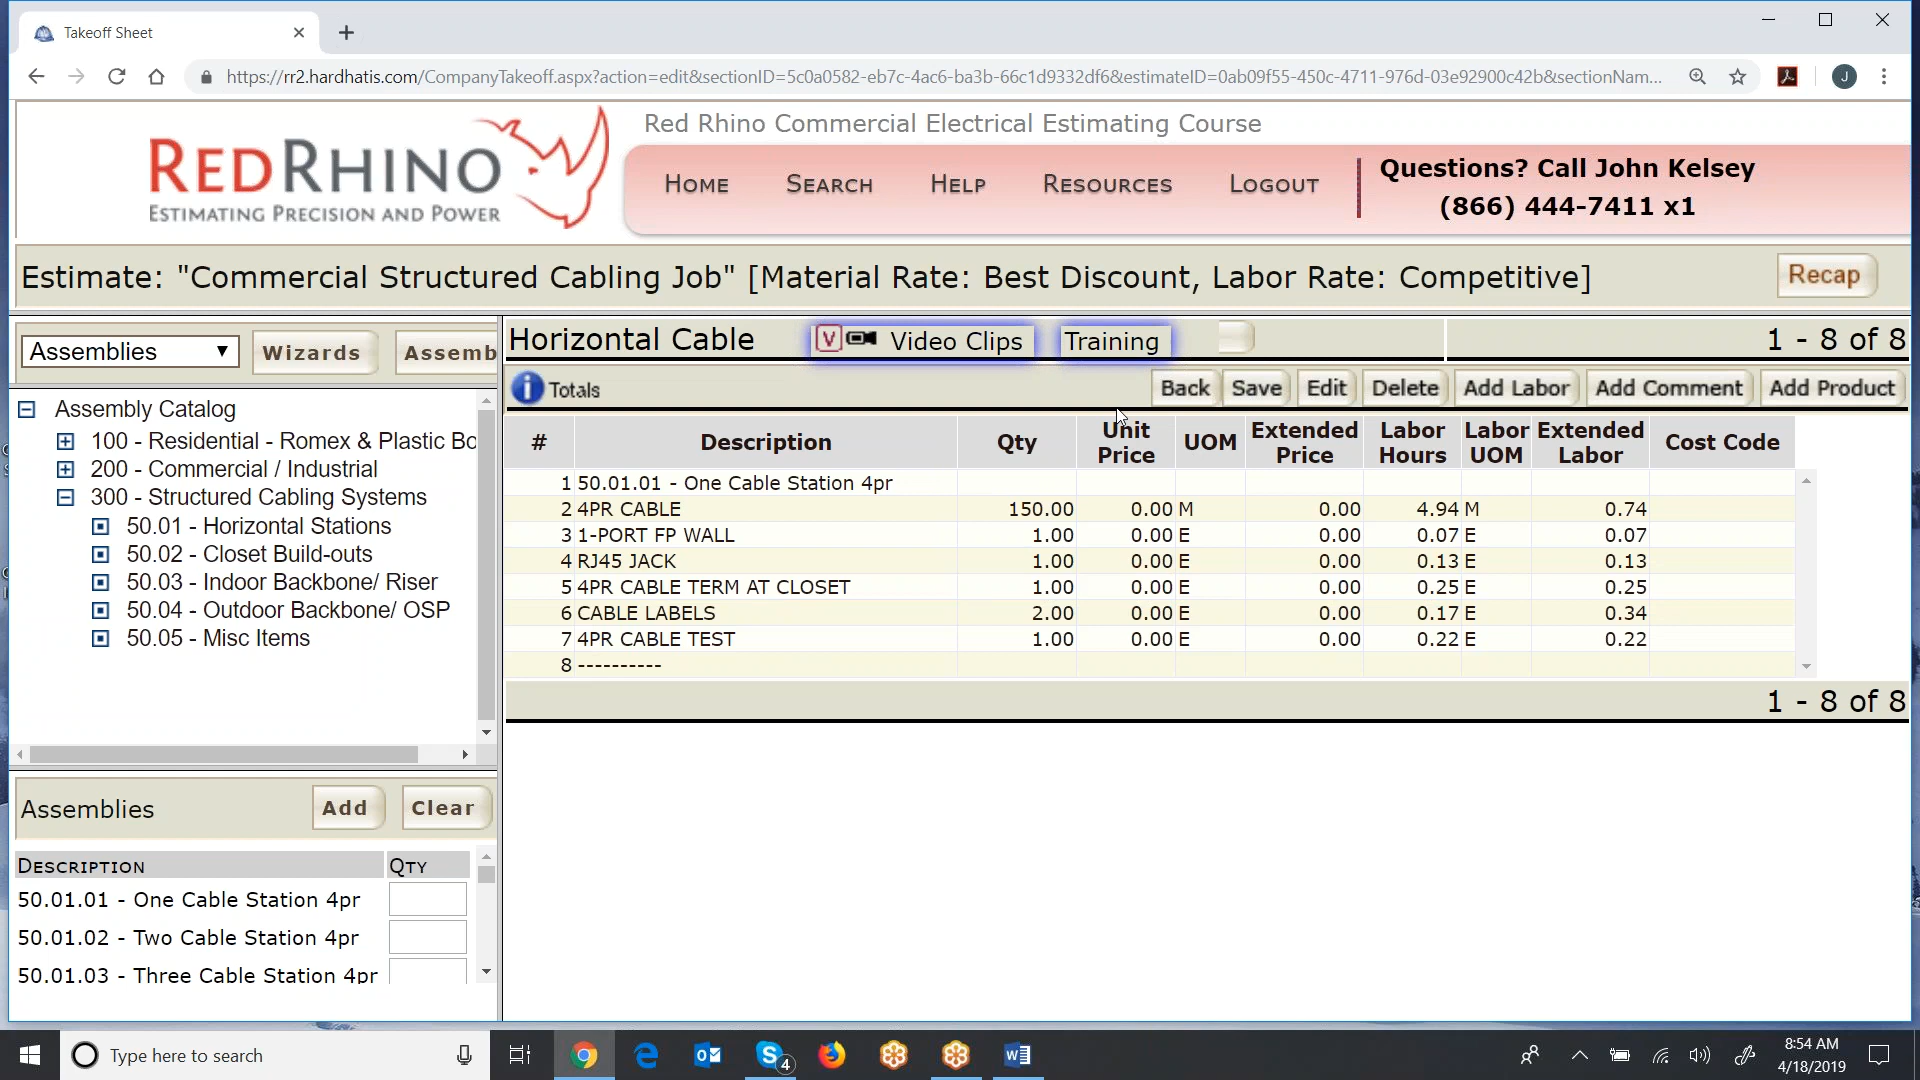 Takeoff Sheet
https://rr2.hardhatis.com/CompanyTakeoff.aspx?action=edit&sectionID=5c0a0582-eb7c-4ac6-ba3b-66c1d9332df6&estimateID=0ab09f55-450c-4711-976d-03e92900c42b&sectionNam...
J
Red Rhino Commercial Electrical Estimating Course
REDRHINO
ESTIMATING PRECISION AND POWER
HOME SEARCH HELP RESOURCES LOGOUT
Questions? Call John Kelsey
(866) 444-7411 x1
Estimate: "Commercial Structured Cabling Job" [Material Rate: Best Discount, Labor Rate: Competitive]
Recap
Assemblies Wizards Assemb
Assembly Catalog
100 - Residential - Romex & Plastic Bo
200 - Commercial / Industrial
300 - Structured Cabling Systems
50.01 - Horizontal Stations
50.02 - Closet Build-outs
50.03 - Indoor Backbone/ Riser
50.04 - Outdoor Backbone/ OSP
50.05 - Misc Items
Assemblies Add Clear
DESCRIPTION QTY
50.01.01 - One Cable Station 4pr
50.01.02 - Two Cable Station 4pr
50.01.03 - Three Cable Station 4pr
Horizontal Cable V Video Clips Training 1 - 8 of 8
i Totals Back Save Edit Delete Add Labor Add Comment Add Product
# Description Qty Unit Price UOM Extended Price Labor Hours Labor UOM Extended Labor Cost Code
1 50.01.01 - One Cable Station 4pr
2 4PR CABLE 150.00 0.00 M 0.00 4.94 M 0.74
3 1-PORT FP WALL 1.00 0.00 E 0.00 0.07 E 0.07
4 RJ45 JACK 1.00 0.00 E 0.00 0.13 E 0.13
5 4PR CABLE TERM AT CLOSET 1.00 0.00 E 0.00 0.25 E 0.25
6 CABLE LABELS 2.00 0.00 E 0.00 0.17 E 0.34
7 4PR CABLE TEST 1.00 0.00 E 0.00 0.22 E 0.22
8 ----------
1 - 8 of 8
Type here to search
4
8:54 AM
4/18/2019